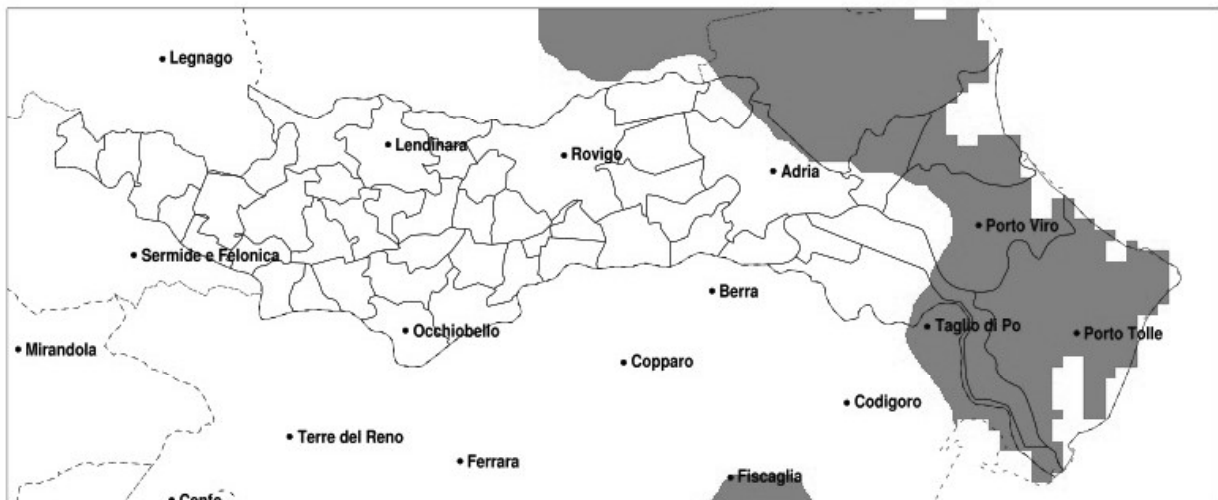 Legnago
Lendinara
Rovigo
Adria
Porto Viro
Sermide e Felonica
Berra
Occhiobello
Taglio di Po
Porto Tolle
Mirandola
Copparo
Codigoro
Terre del Reno
Ferrara
Fiscaglia